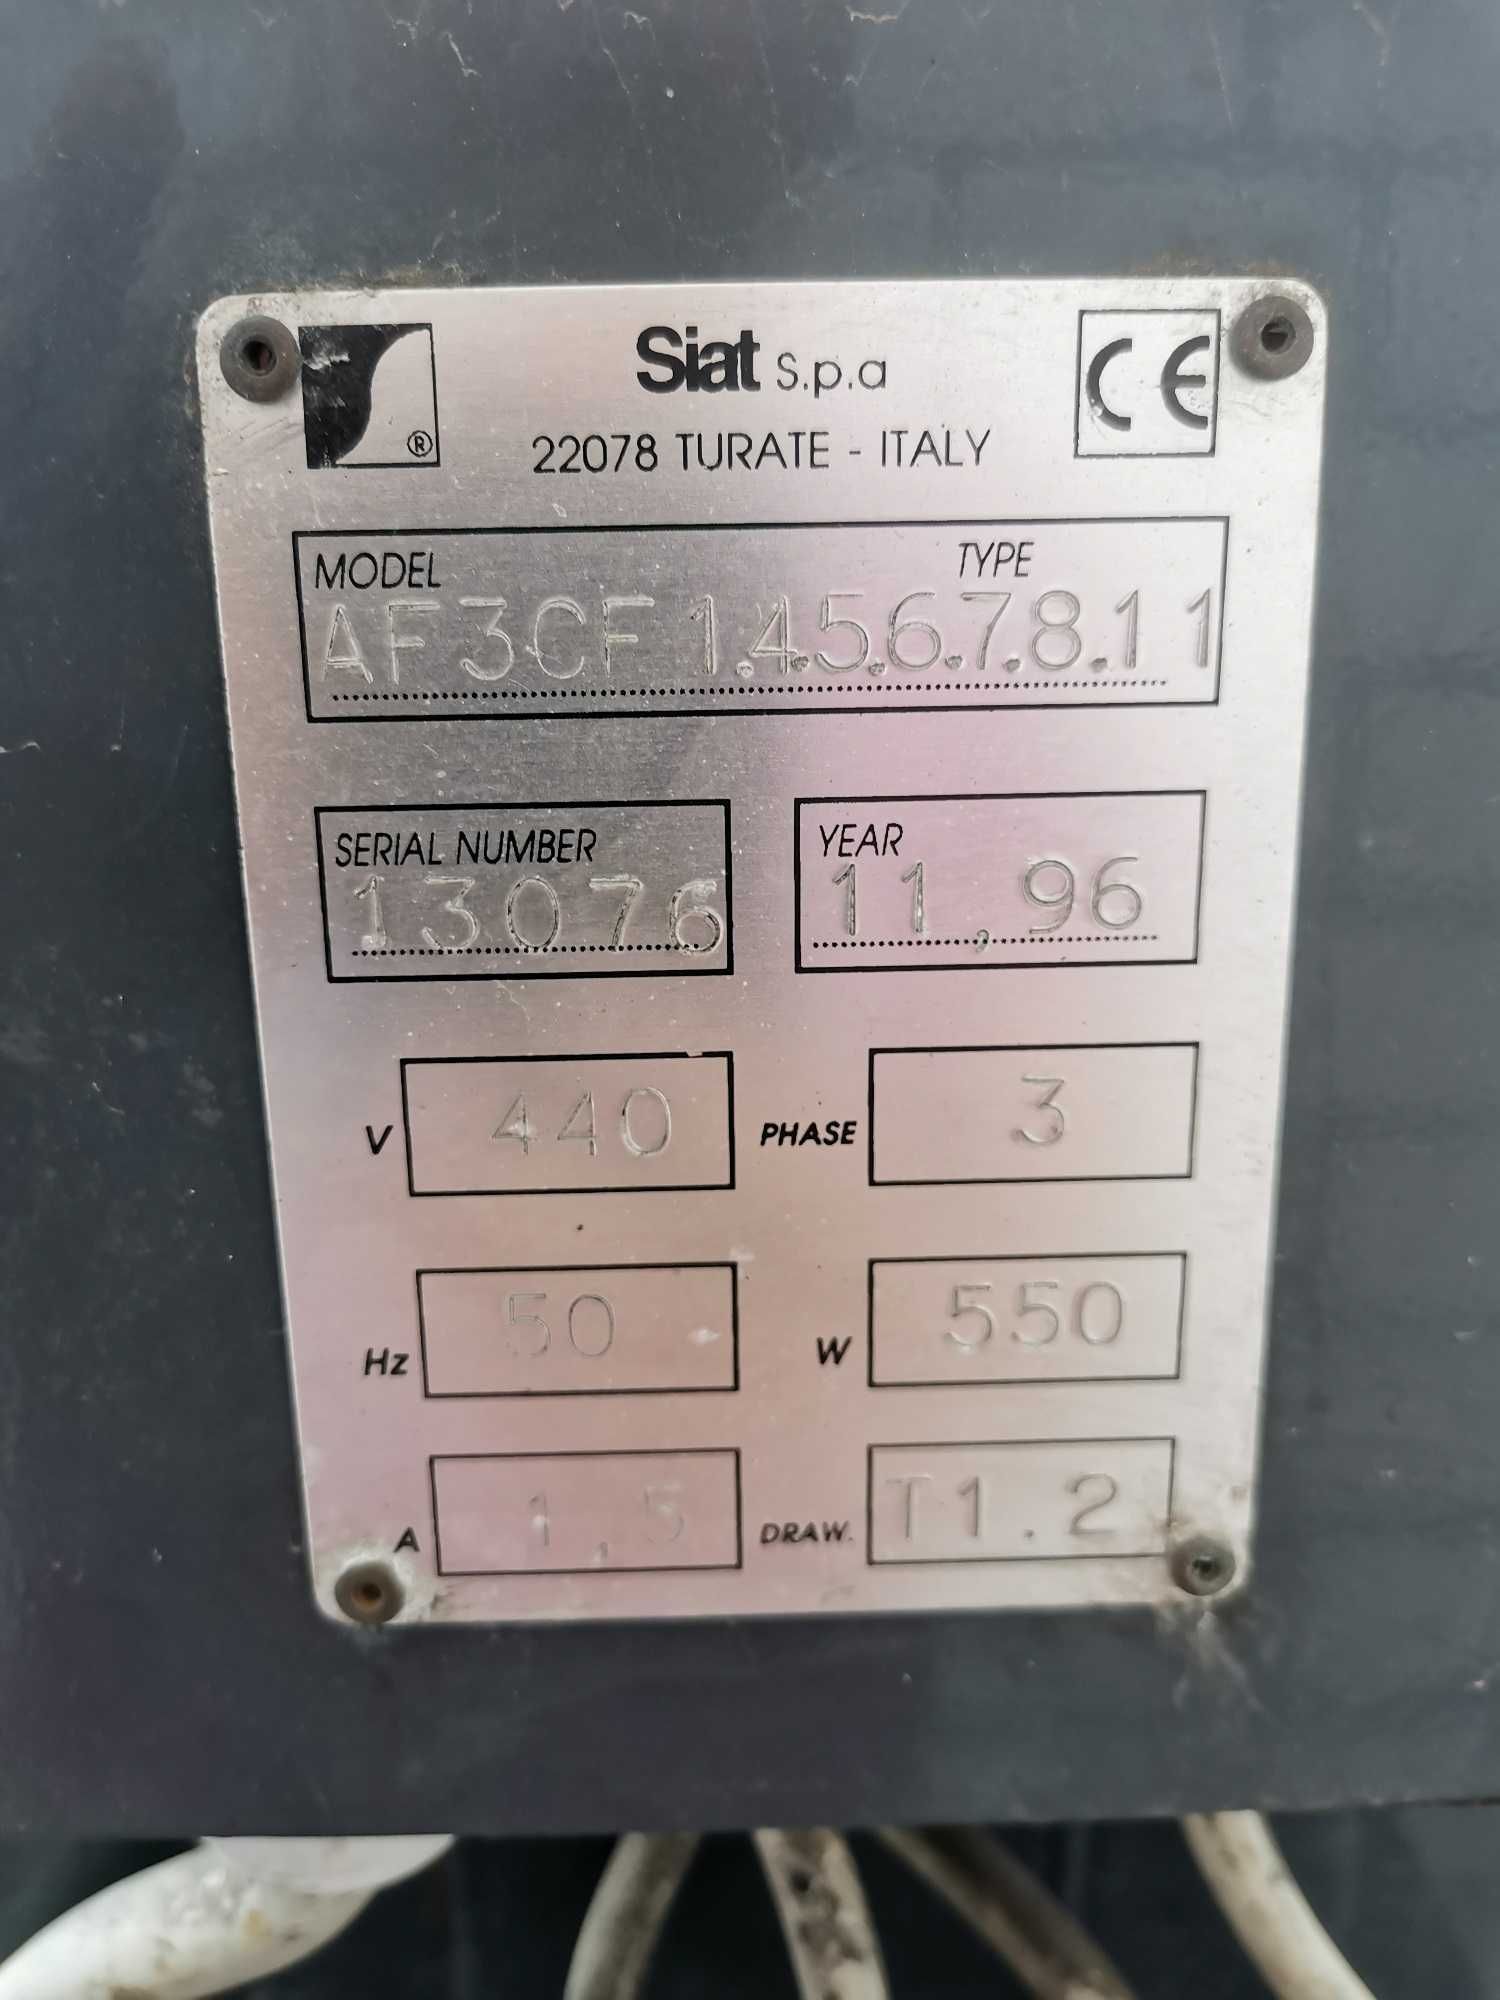 Siat S.p.a
CE
®
22078 TURATE - ITALY
MODEL TYPE
AF3CF 1.4.5.6.7.8.11
SERIAL NUMBER YEAR
13076 11,96
V 440 PHASE 3
Hz 50 W 550
A 1,5 DRAW. T1.2